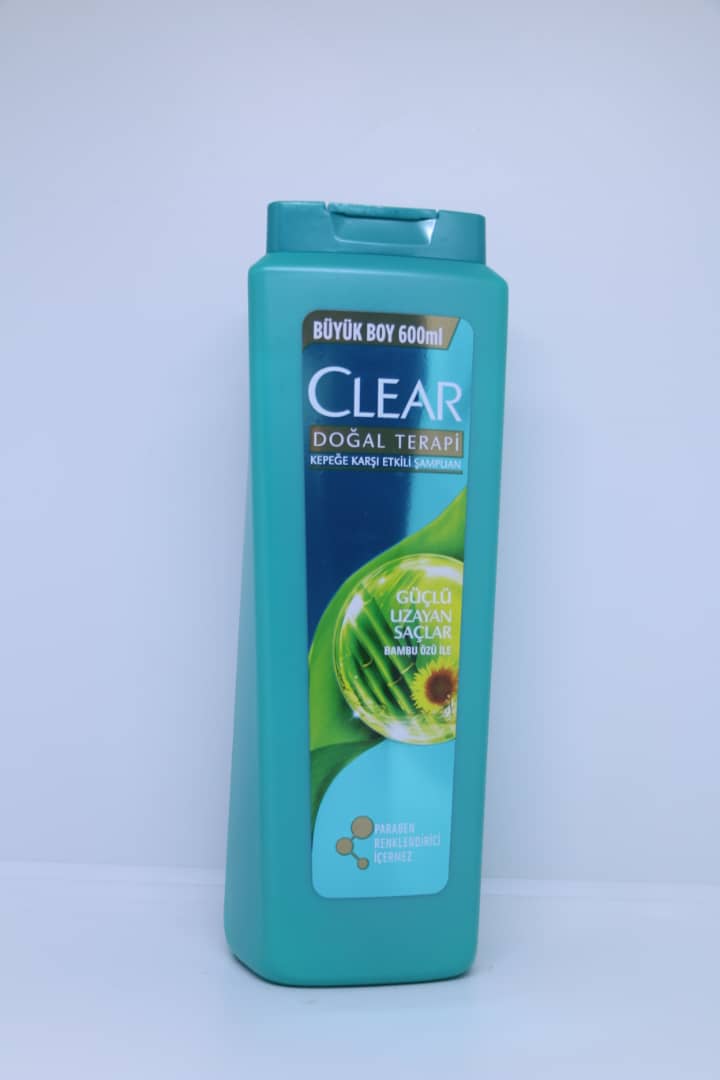 BÜYÜK BOY 600ml
CLEAR
DOĞAL TERAPİ
KEPEĞE KARŞI ETKİLİ ŞAMPUAN
GÜÇLÜ
UZAYAN
SAÇLAR
BAMBU ÖZÜ İLE
PARABEN
RENKLENDİRİCİ
İÇERMEZ